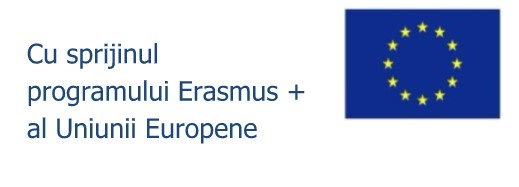 Cu sprijinul
programului Erasmus +
al Uniunii Europene